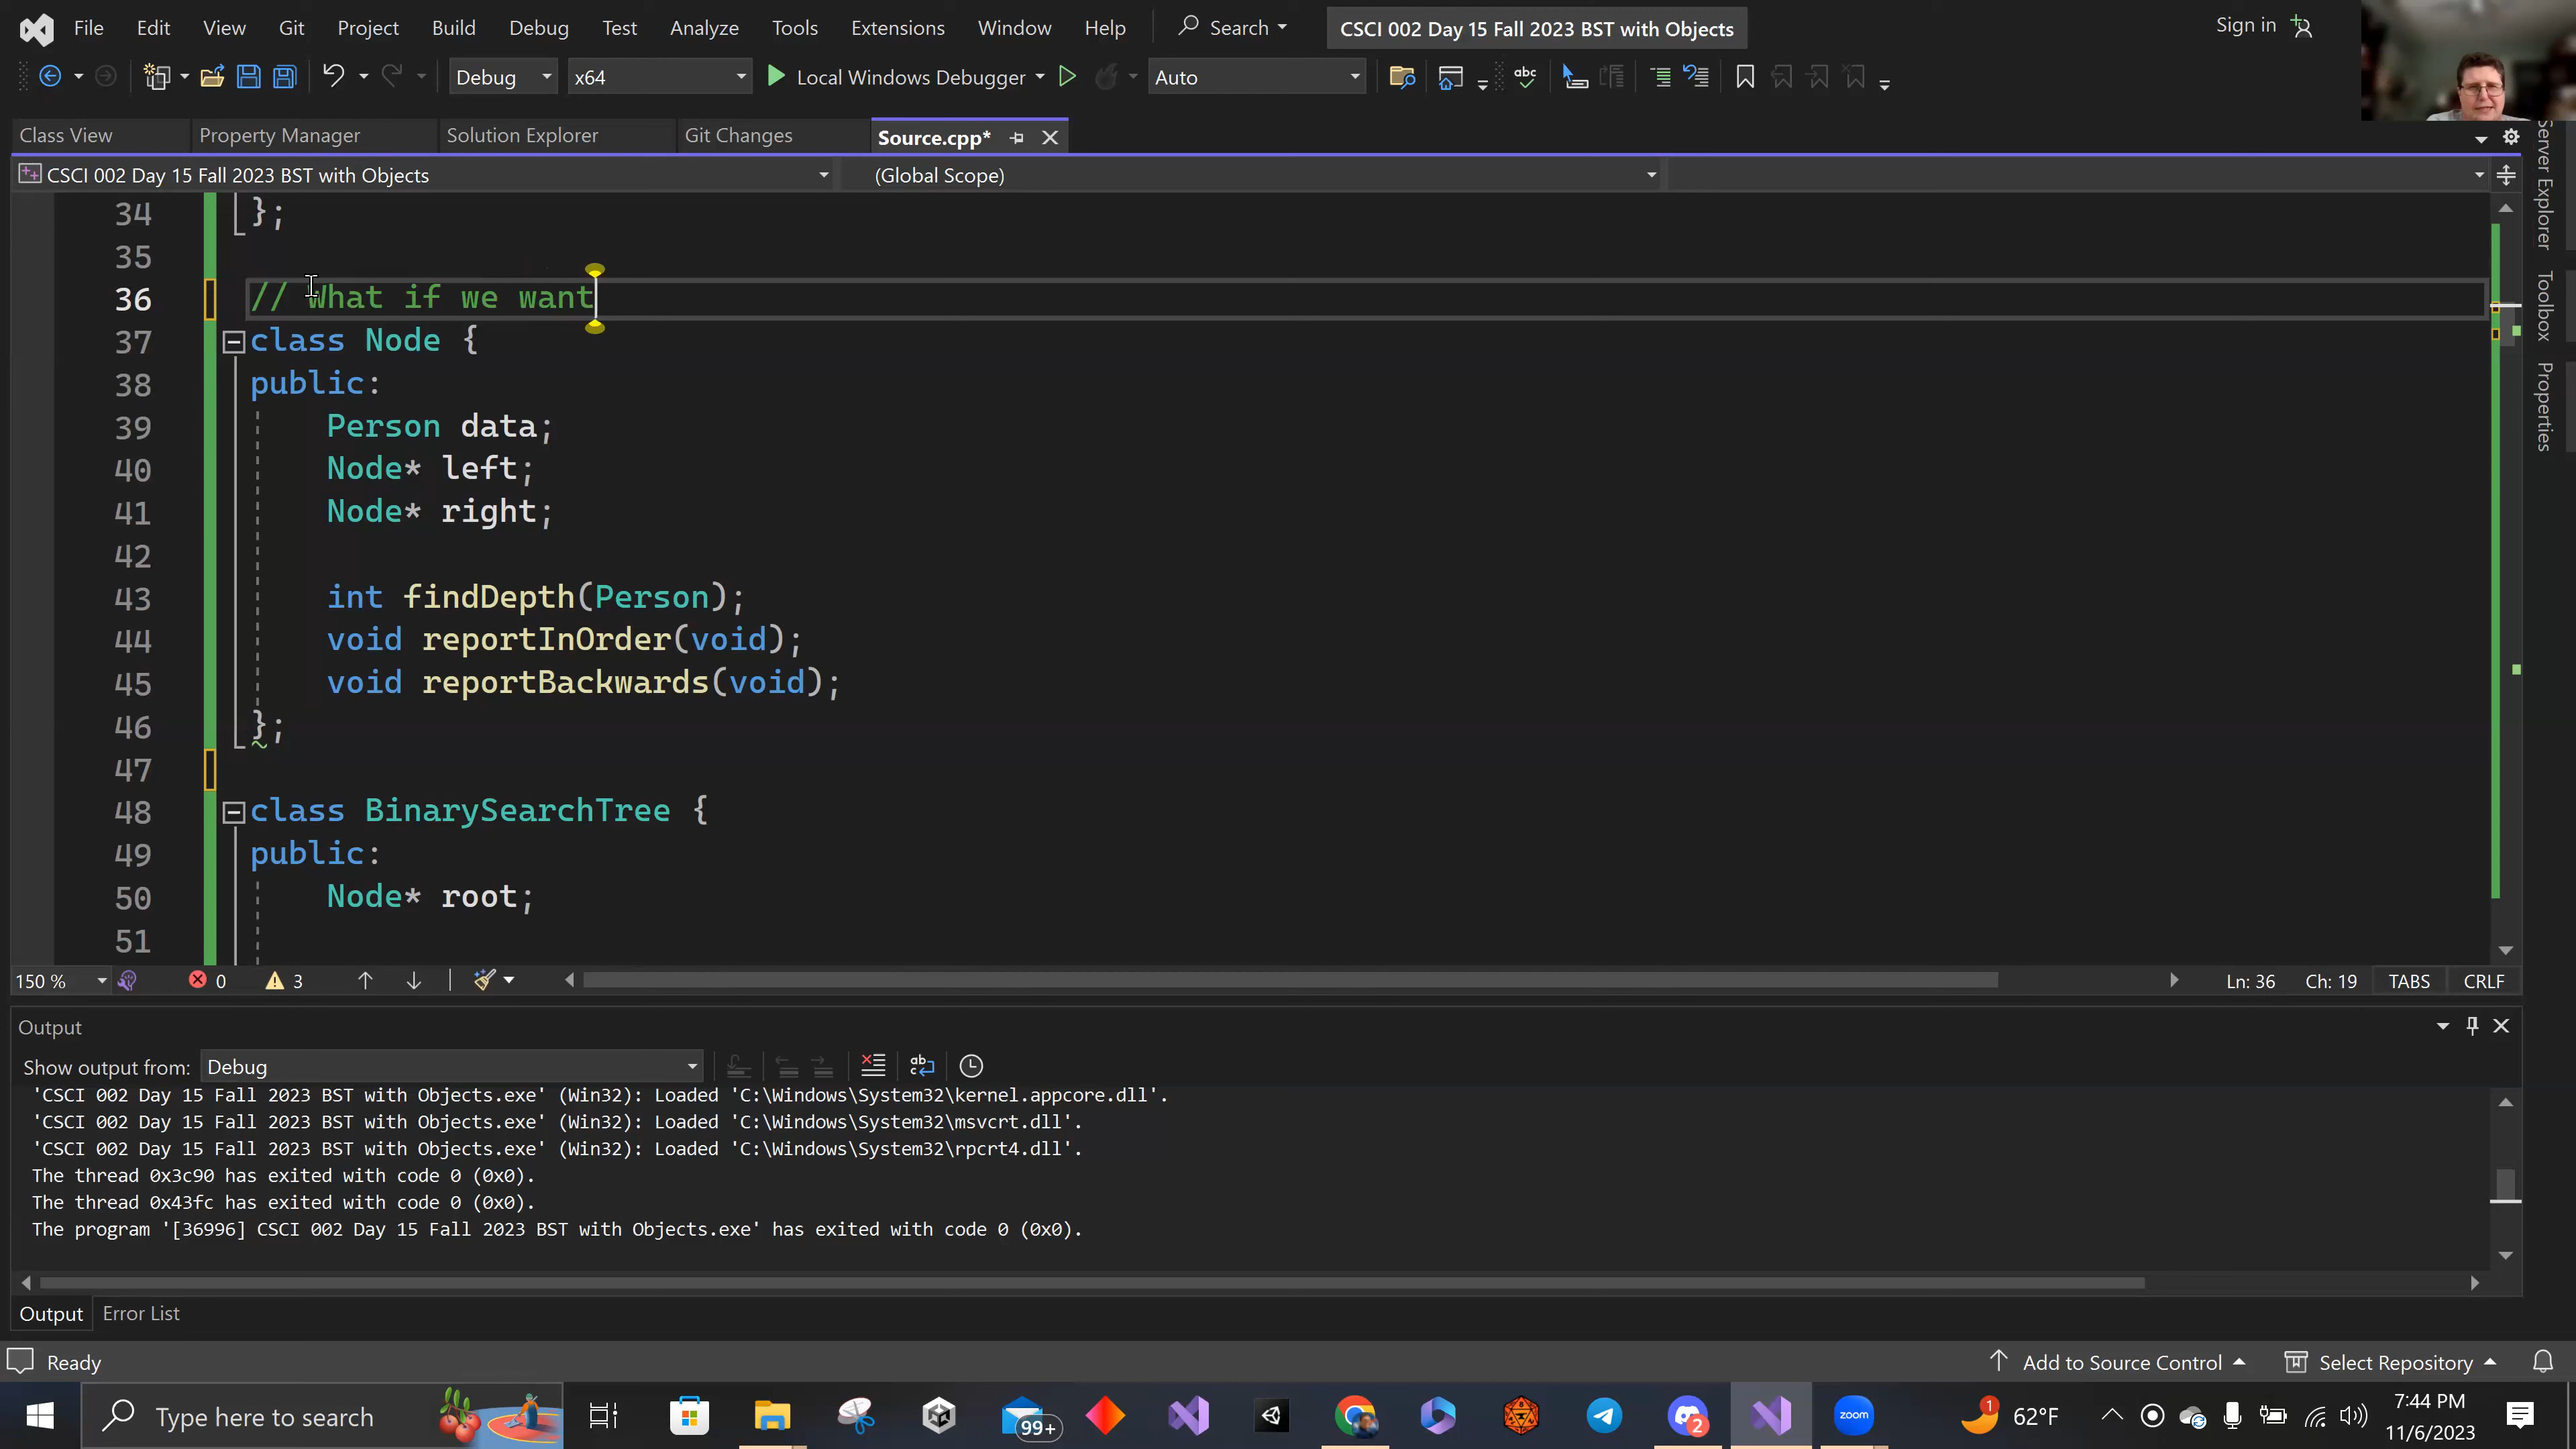 File Edit View Git Project Build Debug Test Analyze Tools Extensions Window Help Search CSCI 002 Day 15 Fall 2023 BST with Objects Sign in
Debug x64 Local Windows Debugger Auto abc
Class View Property Manager Solution Explorer Git Changes Source.cpp*
CSCI 002 Day 15 Fall 2023 BST with Objects (Global Scope)
34 };
35
36 // What if we want
37 class Node {
38 public:
39 Person data;
40 Node* left;
41 Node* right;
42
43 int findDepth(Person);
44 void reportInOrder(void);
45 void reportBackwards(void);
46 };
47
48 class BinarySearchTree {
49 public:
50 Node* root;
51
Server Explorer
Toolbox
Properties
150 % 0 3 Ln: 36 Ch: 19 TABS CRLF
Output
Show output from: Debug
'CSCI 002 Day 15 Fall 2023 BST with Objects.exe' (Win32): Loaded 'C:\Windows\System32\kernel.appcore.dll'.
'CSCI 002 Day 15 Fall 2023 BST with Objects.exe' (Win32): Loaded 'C:\Windows\System32\msvcrt.dll'.
'CSCI 002 Day 15 Fall 2023 BST with Objects.exe' (Win32): Loaded 'C:\Windows\System32\rpcrt4.dll'.
The thread 0x3c90 has exited with code 0 (0x0).
The thread 0x43fc has exited with code 0 (0x0).
The program '[36996] CSCI 002 Day 15 Fall 2023 BST with Objects.exe' has exited with code 0 (0x0).
Output Error List
Ready Add to Source Control Select Repository
Type here to search 99+ 2 zoom 1 62°F 7:44 PM
11/6/2023